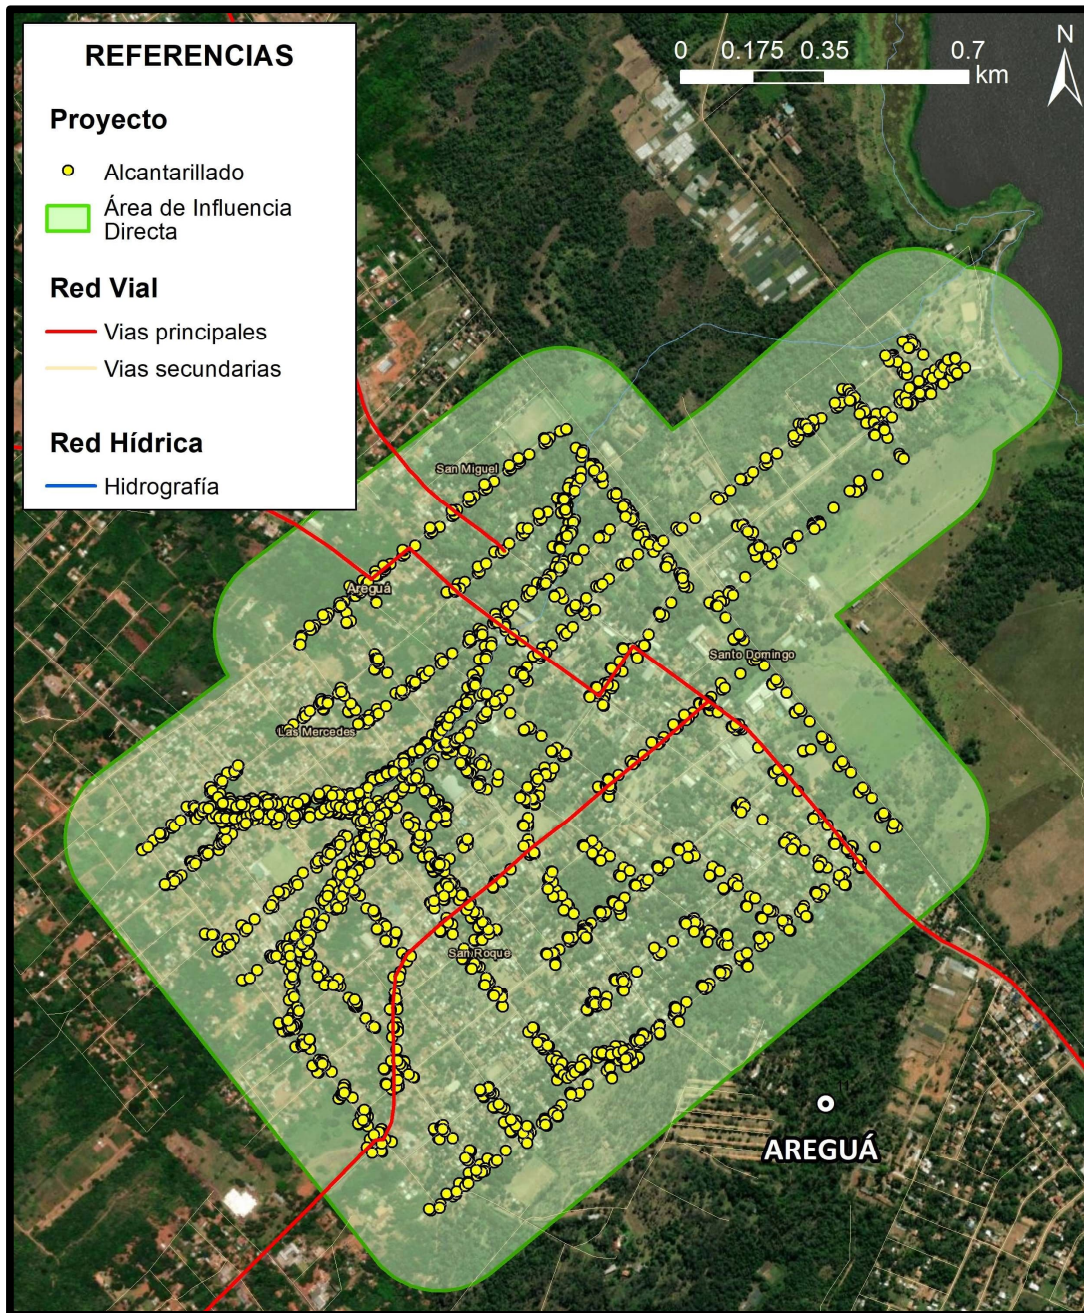 REFERENCIAS
Proyecto
Alcantarillado
Área de Influencia
Directa
Red Vial
Vias principales
Vias secundarias
Red Hídrica
Hidrografía
0 0.175 0.35 0.7
km
N
San Miguel
Areguá
Santo Domingo
Las Mercedes
San Roque
AREGUÁ